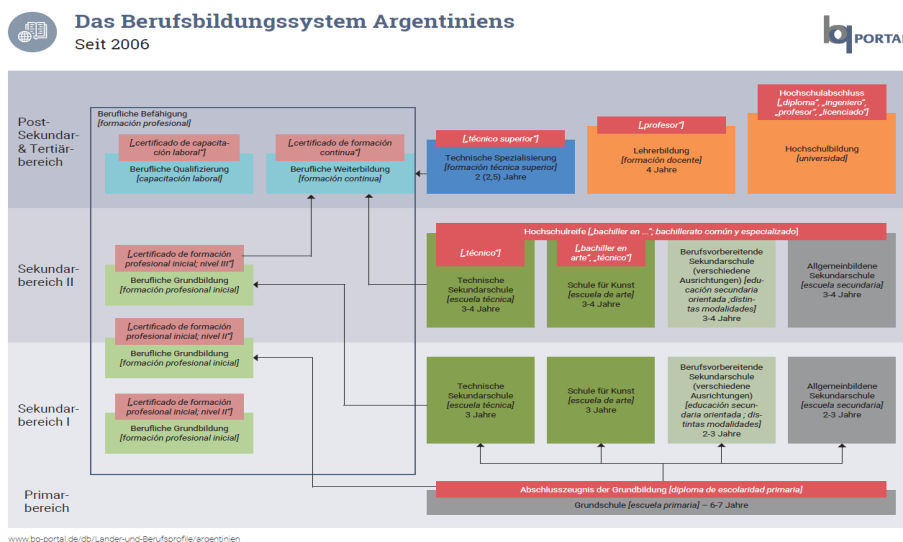 Das Berufsbildungssystem Argentiniens
Seit 2006
bq PORTAL
Post-
Sekundar-
& Tertiär-
bereich
Berufliche Befähigung
[formación profesional]
[„certificado de capacita-
ción laboral“]
Berufliche Qualifizierung
[capacitación laboral]
[„certificado de formación
continua“]
Berufliche Weiterbildung
[formación continua]
[„técnico superior“]
Technische Spezialisierung
[formación técnica superior]
2 (2,5) Jahre
[„profesor“]
Lehrerbildung
[formación docente]
4 Jahre
Hochschulabschluss
[„diploma“, „ingeniero“,
„profesor“, „licenciado“]
Hochschulbildung
[universidad]
Sekundar-
bereich II
[„certificado de formación
profesional inicial; nivel III“]
Berufliche Grundbildung
[formación profesional inicial]
[„certificado de formación
profesional inicial; nivel II“]
Berufliche Grundbildung
[formación profesional inicial]
Hochschulreife [„bachiller en ...“; bachillerato común y especializado]
[„técnico“]
Technische
Sekundarschule
[escuela técnica]
3-4 Jahre
[„bachiller en
arte“, „técnico“]
Schule für Kunst
[escuela de arte]
3-4 Jahre
Berufsvorbereitende
Sekundarschule
(verschiedene
Ausrichtungen) [edu-
cación secundaria
orientada ;distin-
tas modalidades]
3-4 Jahre
Allgemeinbildene
Sekundarschule
[escuela secundaria]
3-4 Jahre
Sekundar-
bereich I
[„certificado de formación
profesional inicial; nivel II“]
Berufliche Grundbildung
[formación profesional inicial]
Technische
Sekundarschule
[escuela técnica]
3 Jahre
Schule für Kunst
[escuela de arte]
3 Jahre
Berufsvorbereitende
Sekundarschule
(verschiedene
Ausrichtungen)
[educación secun-
daria orientada ; dis-
tintas modalidades]
2-3 Jahre
Allgemeinbildene
Sekundarschule
[escuela secundaria]
2-3 Jahre
Primar-
bereich
Abschlusszeugnis der Grundbildung [diploma de escolaridad primaria]
Grundschule [escuela primaria] – 6-7 Jahre
www.bq-portal.de/db/Länder-und-Berufsprofile/argentinien